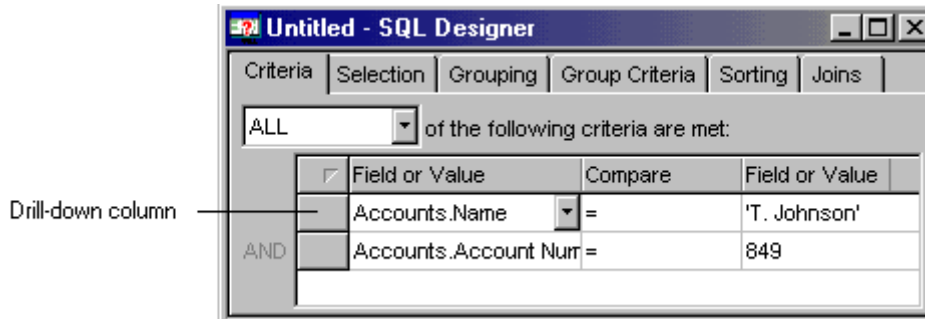 Untitled - SQL Designer
Criteria Selection Grouping Group Criteria Sorting Joins
ALL of the following criteria are met:
Field or Value Compare Field or Value
Drill-down column Accounts.Name = 'T. Johnson'
AND Accounts.Account Num = 849